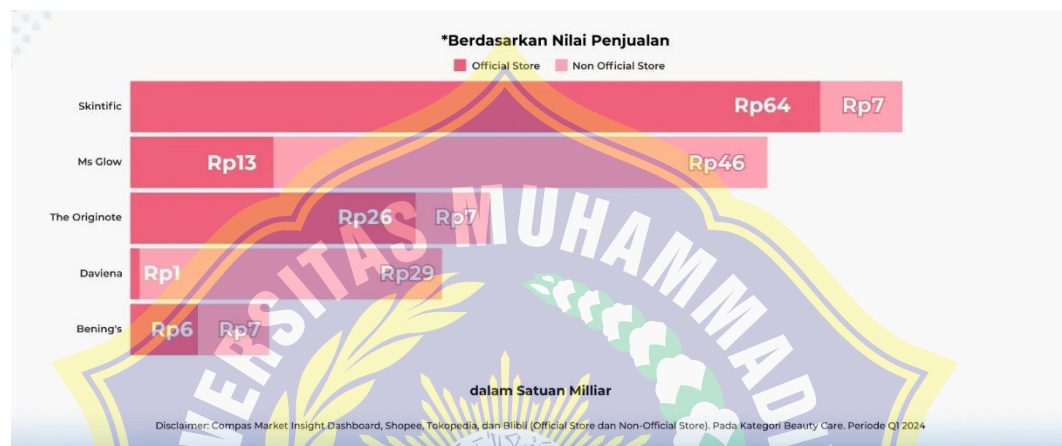 *Berdasarkan Nilai Penjualan
Official Store Non Official Store
Skintific Rp64 Rp7
Ms Glow Rp13 Rp46
The Originote Rp26 Rp7
Daviena Rp1 Rp29
Bening's Rp6 Rp7
dalam Satuan Milliar
Disclaimer: Compas Market Insight Dashboard, Shopee, Tokopedia, dan Blibli (Official Store dan Non-Official Store). Pada Kategori Beauty Care. Periode Q1 2024
ERSITAS MUHAMMAD